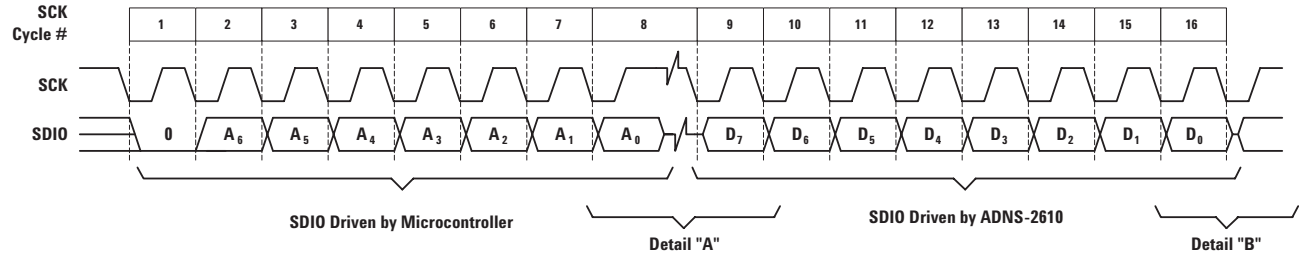 SCK
Cycle #
1 2 3 4 5 6 7 8 9 10 11 12 13 14 15 16
SCK
SDIO
0 A6 A5 A4 A3 A2 A1 A0 D7 D6 D5 D4 D3 D2 D1 D0
SDIO Driven by Microcontroller
SDIO Driven by ADNS-2610
Detail "A"
Detail "B"